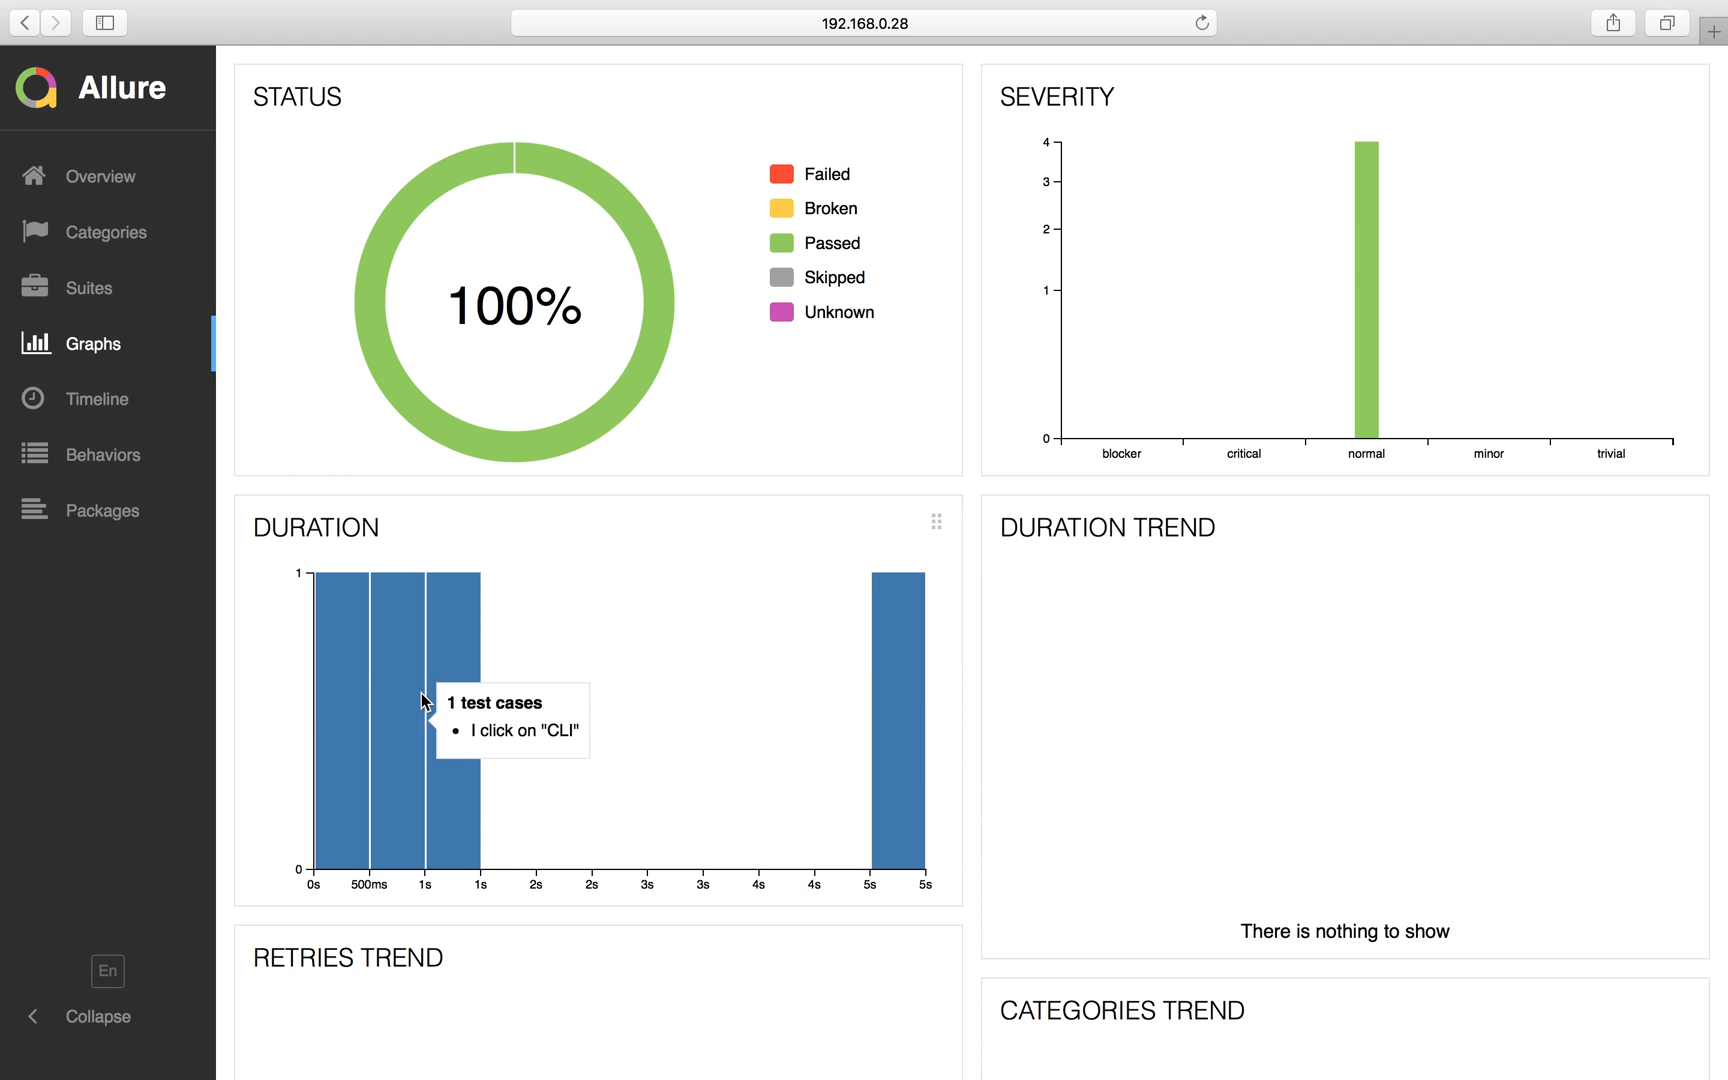 192.168.0.28
Allure
Overview
Categories
Suites
Graphs
Timeline
Behaviors
Packages
En
Collapse
STATUS
100%
Failed
Broken
Passed
Skipped
Unknown
SEVERITY
4
3
2
1
0
blocker critical normal minor trivial
DURATION
1
0
0s 500ms 1s 1s 2s 2s 3s 3s 4s 4s 5s 5s
1 test cases
• I click on "CLI"
DURATION TREND
There is nothing to show
RETRIES TREND
CATEGORIES TREND